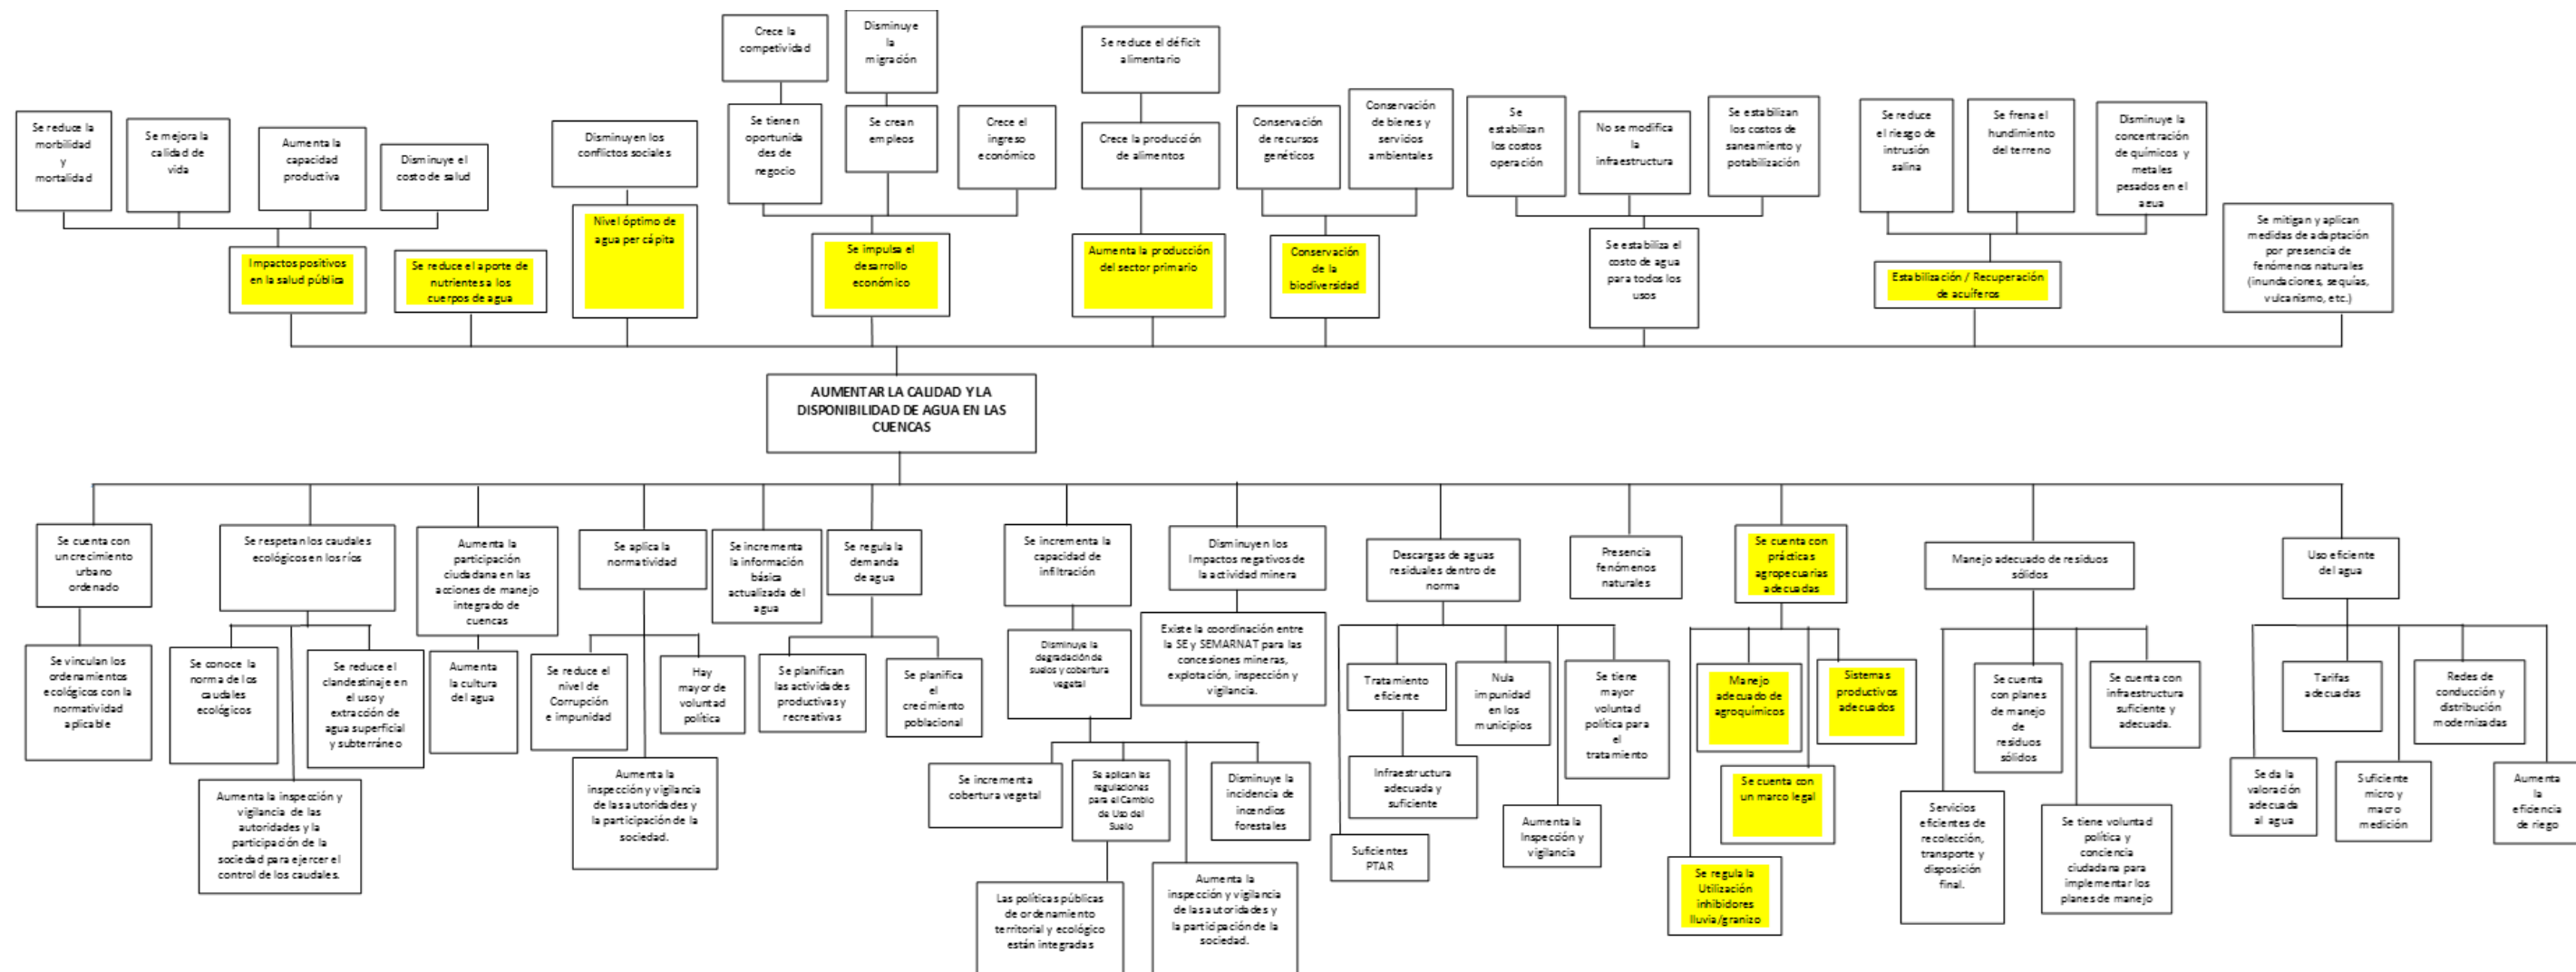 Crece la
competividad
Disminuye
la
migración
Se reduce el déficit
alimentario
Se reduce la
morbilidad
y
mortalidad
Se mejora la
calidad de
vida
Aumenta la
capacidad
productiva
Disminuye el
costo de salud
Disminuyen los
conflictos sociales
Se tienen
oportunida
des de
negocio
Se crean
empleos
Crece el
ingreso
económico
Crece la producción
de alimentos
Conservación
de recursos
genéticos
Conservación
de bienes y
servicios
ambientales
Se
estabilizan
los costos
operación
No se modifica
la
infraestructura
Se estabilizan
los costos de
saneamiento y
potabilización
Se reduce
el riesgo de
intrusión
salina
Se frena el
hundimiento
del terreno
Disminuye la
concentración
de químicos y
metales
pesados en el
agua
Impactos positivos
en la salud pública
Se reduce el aporte de
nutrientes a los
cuerpos de agua
Nivel óptimo de
agua per cápita
Se impulsa el
desarrollo
económico
Aumenta la producción
del sector primario
Conservación
de la
biodiversidad
Se estabiliza el
costo de agua
para todos los
usos
Estabilización / Recuperación
de acuíferos
Se mitigan y aplican
medidas de adaptación
por presencia de
fenómenos naturales
(inundaciones, sequías,
vulcanismo, etc.)
AUMENTAR LA CALIDAD Y LA
DISPONIBILIDAD DE AGUA EN LAS
CUENCAS
Se cuenta con
un crecimiento
urbano
ordenado
Se respetan los caudales
ecológicos en los ríos
Aumenta la
participación
ciudadana en las
acciones de manejo
integrado de
cuencas
Se aplica la
normatividad
Se incrementa
la información
básica
actualizada del
agua
Se regula la
demanda
de agua
Se incrementa la
capacidad de
infiltración
Disminuyen los
Impactos negativos de
la actividad minera
Descargas de aguas
residuales dentro de
norma
Presencia
fenómenos
naturales
Se cuenta con
prácticas
agropecuarias
adecuadas
Manejo adecuado de residuos
sólidos
Uso eficiente
del agua
Se vinculan los
ordenamientos
ecológicos con la
normatividad
aplicable
Se conoce la
norma de los
caudales
ecológicos
Se reduce el
clandestinaje en
el uso y
extracción de
agua superficial
y subterráneo
Aumenta
la cultura
del agua
Se reduce el
nivel de
Corrupción
e impunidad
Hay
mayor de
voluntad
política
Se planifican
las actividades
productivas y
recreativas
Se planifica
el
crecimiento
poblacional
Disminuye la
degradación de
suelos y cobertura
vegetal
Existe la coordinación entre
la SE y SEMARNAT para las
concesiones mineras,
explotación, inspección y
vigilancia.
Tratamiento
eficiente
Nula
impunidad
en los
municipios
Se tiene
mayor
voluntad
política para
el
tratamiento
Manejo
adecuado de
agroquímicos
Sistemas
productivos
adecuados
Se cuenta
con planes
de manejo
de
residuos
sólidos
Se cuenta con
infraestructura
suficiente y
adecuada.
Tarifas
adecuadas
Redes de
conducción y
distribución
modernizadas
Aumenta la inspección y
vigilancia de las
autoridades y la
participación de la
sociedad para ejercer el
control de los caudales.
Aumenta la
inspección y vigilancia
de las autoridades y
la participación de la
sociedad.
Se incrementa
cobertura vegetal
Se aplican las
regulaciones
para el Cambio
de Uso del
Suelo
Disminuye la
incidencia de
incendios
forestales
Infraestructura
adecuada y
suficiente
Se cuenta con
un marco legal
Se da la
valoración
adecuada
al agua
Suficiente
micro y
macro
medición
Aumenta
la
eficiencia
de riego
Suficientes
PTAR
Aumenta la
Inspección y
vigilancia
Servicios
eficientes de
recolección,
transporte y
disposición
final.
Se tiene voluntad
política y
conciencia
ciudadana para
implementar los
planes de manejo
Se regula la
Utilización
inhibidores
lluvia/granizo
Las políticas públicas
de ordenamiento
territorial y ecológico
están integradas
Aumenta la
inspección y vigilancia
de las autoridades y
la participación de la
sociedad.